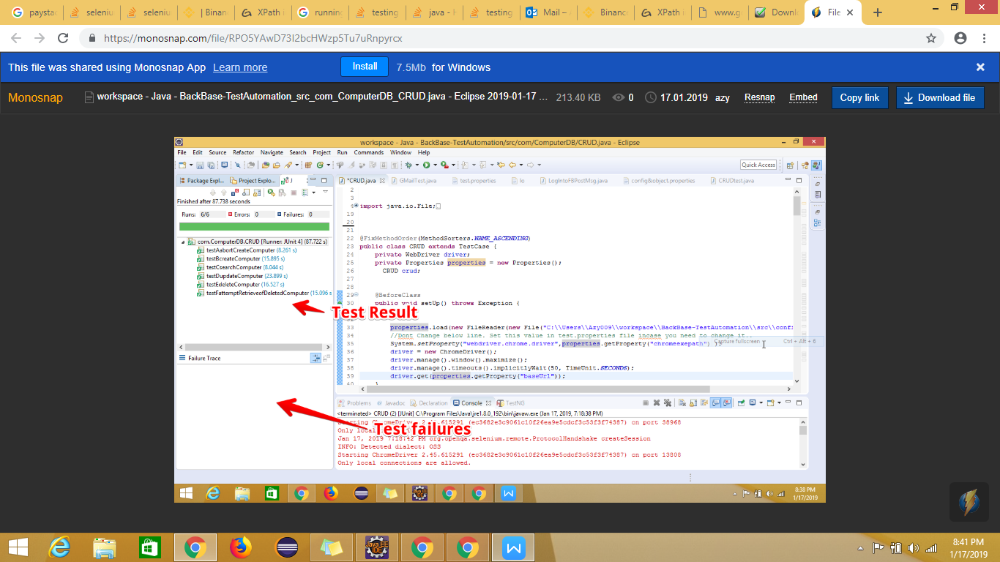 paysta
seleniu
seleniu
| Binan
XPath i
runnin
testing
java - H
testing
Mail –
Binanc
XPath i
www.g
Downl
File
https://monosnap.com/file/RPO5YAwD73I2bcHWzp5Tu7uRnpyrcx
This file was shared using Monosnap App Learn more Install 7.5Mb for Windows
Monosnap workspace - Java - BackBase-TestAutomation_src_com_ComputerDB_CRUD.java - Eclipse 2019-01-17 ... 213.40 KB 0 17.01.2019 azy Resnap Embed Copy link Download file
workspace - Java - BackBase-TestAutomation/src/com/ComputerDB/CRUD.java - Eclipse
File Edit Source Refactor Navigate Search Project Run Commands Window Help
Quick Access
Package Expl... Project Explo... J
*CRUD.java GMailTest.java test.properties lo LogIntoFBPostMsg.java config&object.properties CRUDtest.java
Finished after 87.738 seconds
Runs: 6/6 Errors: 0 Failures: 0
com.ComputerDB.CRUD [Runner: JUnit 4] (87.722 s)
testAabortCreateComputer (8.261 s)
testBcreateComputer (15.895 s)
testCsearchComputer (8.044 s)
testDupdateComputer (23.899 s)
testEdeleteComputer (16.527 s)
testFattemptRetrieveofDeletedComputer (15.096 s
Test Result
Failure Trace
2
3
4 import java.io.File;
19
20
21
22 @FixMethodOrder(MethodSorters.NAME_ASCENDING)
23 public class CRUD extends TestCase {
24 private WebDriver driver;
25 private Properties properties = new Properties();
26 CRUD crud;
27
28
29 @BeforeClass
30 public void setUp() throws Exception {
33 properties.load(new FileReader(new File("C:\\Users\\Azy009\\workspace\\BackBase-TestAutomation\\src\\conf
34 //Dont Change below line. Set this value in test.properties file incase you need to change it..
35 System.setProperty("webdriver.chrome.driver",properties.getProperty("chromeexepath") );
Capture fullscreen Ctrl + Alt + 6
36 driver = new ChromeDriver();
37 driver.manage().window().maximize();
38 driver.manage().timeouts().implicitlyWait(50, TimeUnit.SECONDS);
39 driver.get(properties.getProperty("baseUrl"));
40 }
Problems Javadoc Declaration Console TestNG
<terminated> CRUD (2) [JUnit] C:\Program Files\Java\jre1.8.0_192\bin\javaw.exe (Jan 17, 2019, 7:18:38 PM)
Starting ChromeDriver 2.45.615291 (ec3682e3c9061c10f26ea9e5cdcf3c53f3f74387) on port 38968
Only local
Test failures
Jan 17, 2019 7:18:42 PM org.openqa.selenium.remote.ProtocolHandshake createSession
INFO: Detected dialect: OSS
Starting ChromeDriver 2.45.615291 (ec3682e3c9061c10f26ea9e5cdcf3c53f3f74387) on port 13808
Only local connections are allowed.
8:38 PM
1/17/2019
Java EE
IDE
8:41 PM
1/17/2019